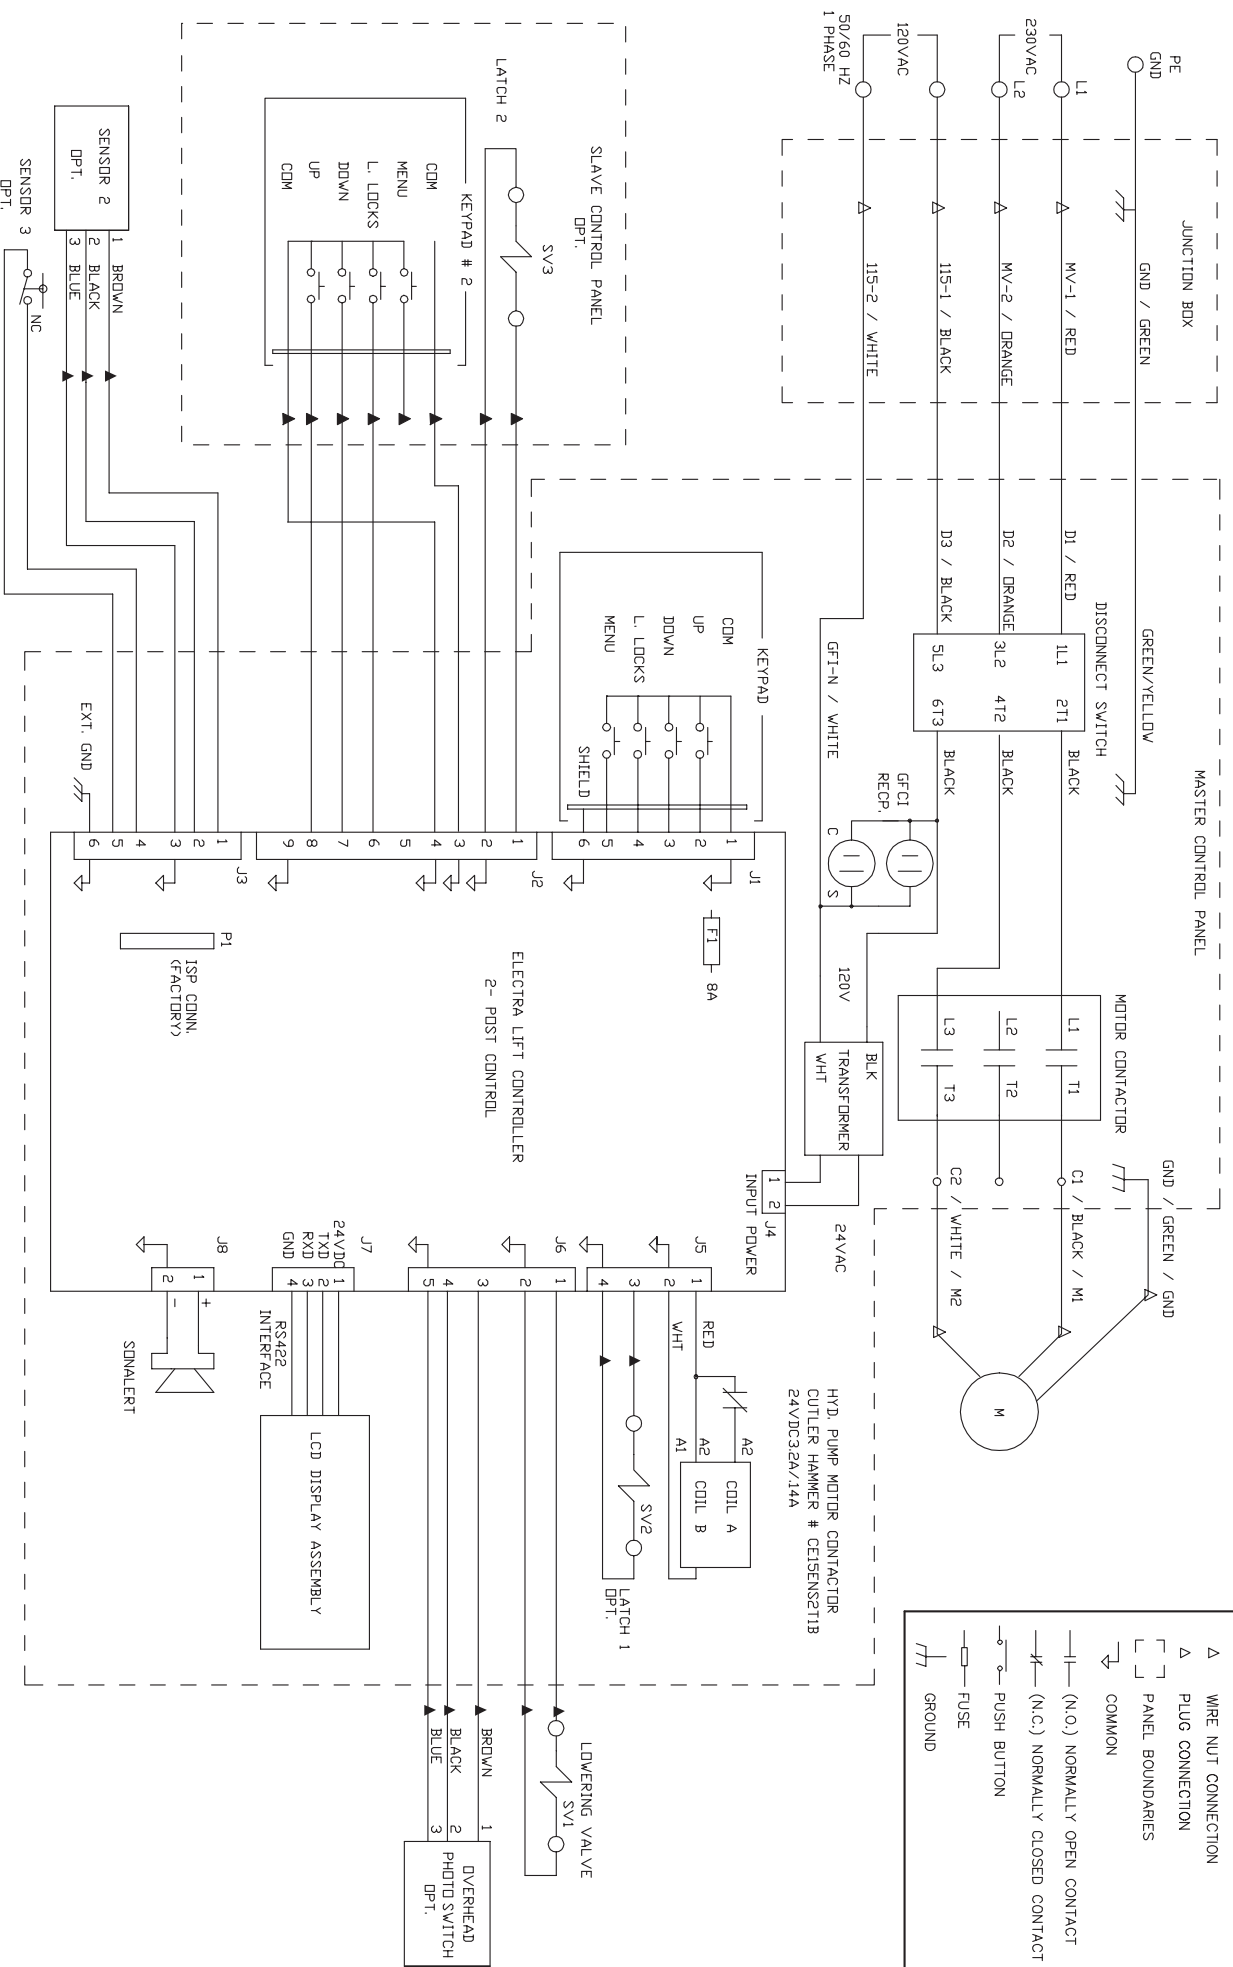 PE
GND
L1
230VAC
L2
120VAC
50/60 HZ
1 PHASE
JUNCTION BOX
GND / GREEN
MV-1 / RED
MV-2 / ORANGE
115-1 / BLACK
115-2 / WHITE
MASTER CONTROL PANEL
GREEN/YELLOW
DISCONNECT SWITCH
D1 / RED
D2 / ORANGE
D3 / BLACK
1L1 2T1
3L2 4T2
5L3 6T3
BLACK
BLACK
BLACK
GFI-N / WHITE
GFCI
RECP.
C
S
MOTOR CONTACTOR
L1 T1
L2 T2
L3 T3
GND / GREEN / GND
C1 / BLACK / M1
C2 / WHITE / M2
M
120V
BLK
TRANSFORMER
WHT
24VAC
WIRE NUT CONNECTION
PLUG CONNECTION
PANEL BOUNDARIES
COMMON
(N.O.) NORMALLY OPEN CONTACT
(N.C.) NORMALLY CLOSED CONTACT
PUSH BUTTON
FUSE
GROUND
SLAVE CONTROL PANEL
OPT.
LATCH 2
SV3
KEYPAD # 2
COM
MENU
L. LOCKS
DOWN
UP
COM
SENSOR 2
OPT.
1 BROWN
2 BLACK
3 BLUE
SENSOR 3
OPT.
NC
KEYPAD
COM
UP
DOWN
L. LOCKS
MENU
SHIELD
EXT. GND
J1
1
2
3
4
5
6
J2
1
2
3
4
5
6
7
8
9
J3
1
2
3
4
5
6
F1
8A
P1
ISP CONN.
(FACTORY)
ELECTRA LIFT CONTROLLER
2- POST CONTROL
J4
1 2
INPUT POWER
J5
1
2
3
4
J6
1
2
3
4
5
J7
24VDC
TXD
RXD
GND
1
2
3
4
RS422
INTERFACE
J8
1
2
+
-
SONALERT
LCD DISPLAY ASSEMBLY
RED
WHT
HYD. PUMP MOTOR CONTACTOR
CUTLER HAMMER # CE15ENS2T1B
24VDC3.2A/.14A
A2
A2
A1
COIL A
COIL B
SV2
LATCH 1
OPT.
LOWERING VALVE
SV1
BROWN 1
BLACK 2
BLUE 3
OVERHEAD
PHOTO SWITCH
OPT.